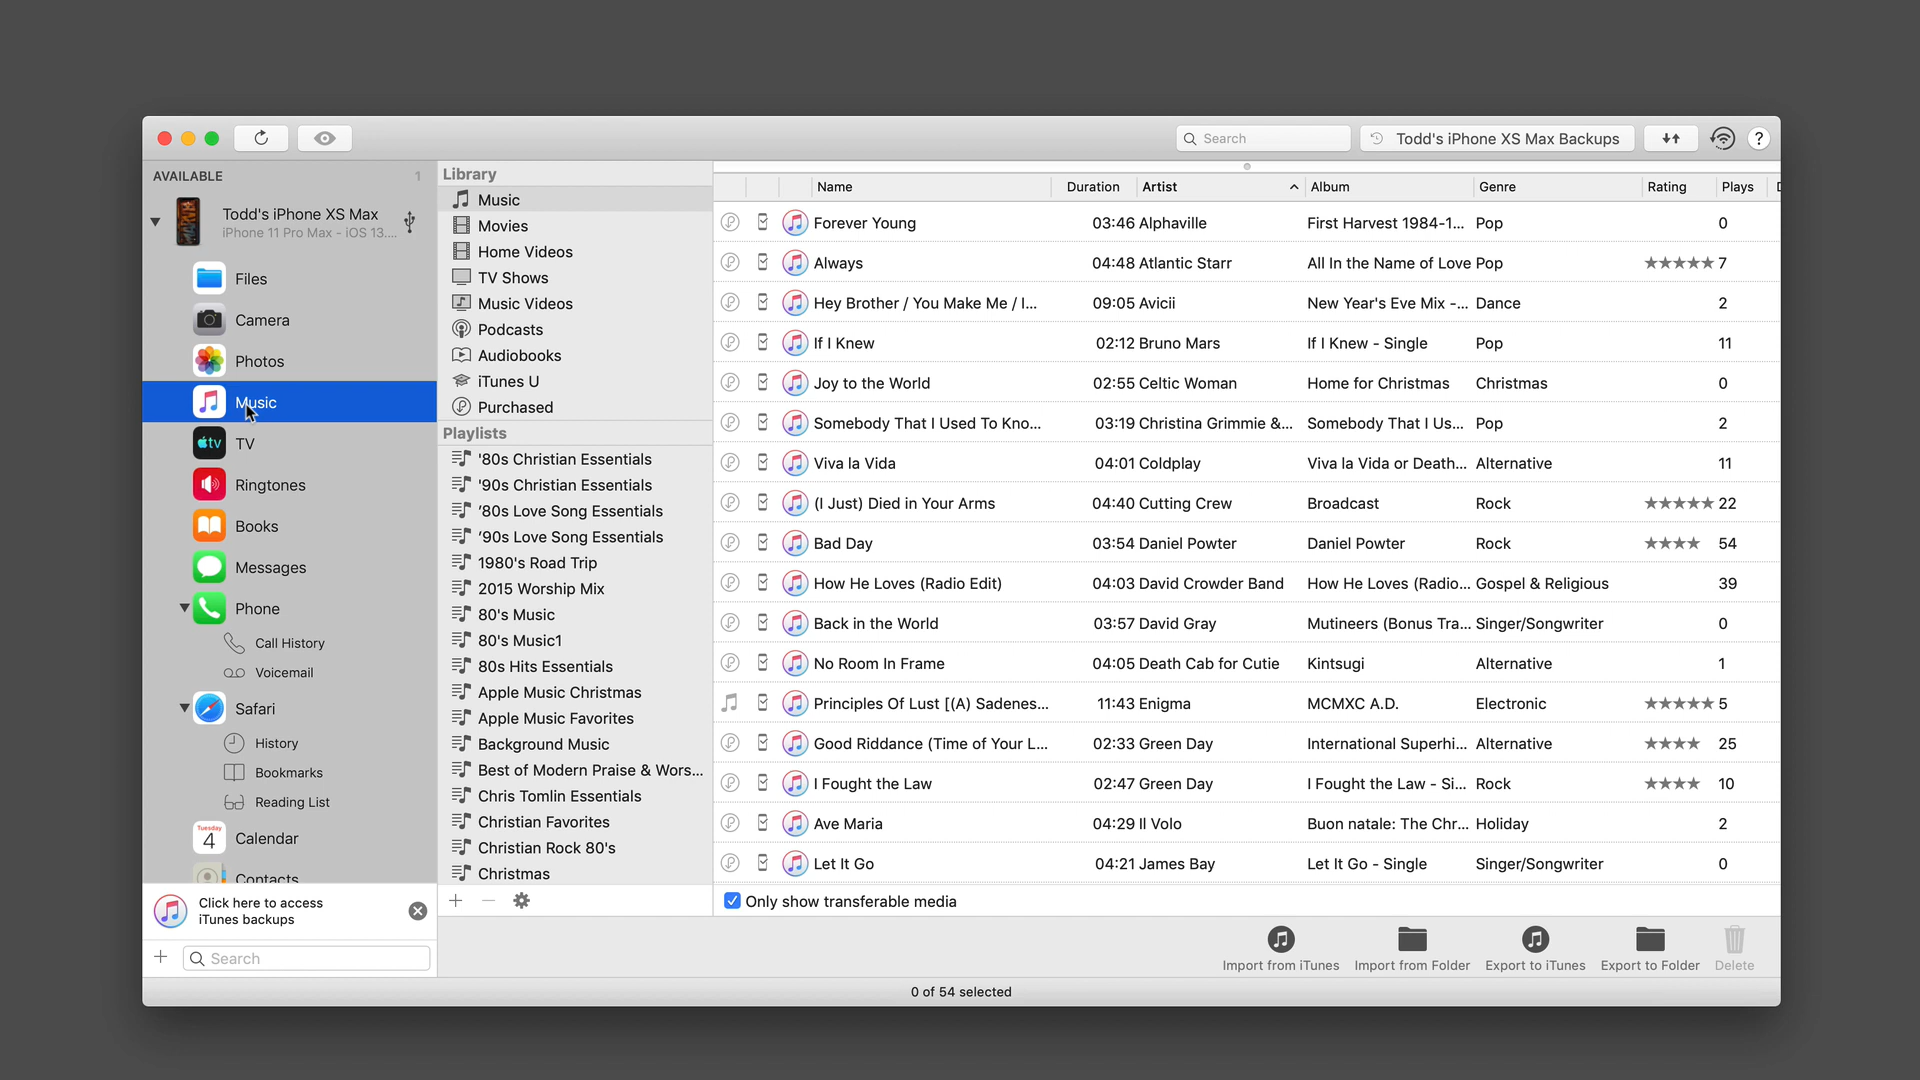 Search
Todd's iPhone XS Max Backups
?
AVAILABLE 1
Todd's iPhone XS Max
iPhone 11 Pro Max - iOS 13....
Files
Camera
Photos
Music
TV
Ringtones
Books
Messages
Phone
Call History
Voicemail
Safari
History
Bookmarks
Reading List
Tuesday
4
Calendar
Contacts
Click here to access
iTunes backups
Search
Library
Music
Movies
Home Videos
TV Shows
Music Videos
Podcasts
Audiobooks
iTunes U
Purchased
Playlists
'80s Christian Essentials
'90s Christian Essentials
'80s Love Song Essentials
'90s Love Song Essentials
1980's Road Trip
2015 Worship Mix
80's Music
80's Music1
80s Hits Essentials
Apple Music Christmas
Apple Music Favorites
Background Music
Best of Modern Praise & Wors...
Chris Tomlin Essentials
Christian Favorites
Christian Rock 80's
Christmas
Name Duration Artist Album Genre Rating Plays
Forever Young 03:46 Alphaville First Harvest 1984-1... Pop 0
Always 04:48 Atlantic Starr All In the Name of Love Pop ★★★★★ 7
Hey Brother / You Make Me / I... 09:05 Avicii New Year's Eve Mix -... Dance 2
If I Knew 02:12 Bruno Mars If I Knew - Single Pop 11
Joy to the World 02:55 Celtic Woman Home for Christmas Christmas 0
Somebody That I Used To Kno... 03:19 Christina Grimmie &... Somebody That I Us... Pop 2
Viva la Vida 04:01 Coldplay Viva la Vida or Death... Alternative 11
(I Just) Died in Your Arms 04:40 Cutting Crew Broadcast Rock ★★★★★ 22
Bad Day 03:54 Daniel Powter Daniel Powter Rock ★★★★ 54
How He Loves (Radio Edit) 04:03 David Crowder Band How He Loves (Radio... Gospel & Religious 39
Back in the World 03:57 David Gray Mutineers (Bonus Tra... Singer/Songwriter 0
No Room In Frame 04:05 Death Cab for Cutie Kintsugi Alternative 1
Principles Of Lust [(A) Sadenes... 11:43 Enigma MCMXC A.D. Electronic ★★★★★ 5
Good Riddance (Time of Your L... 02:33 Green Day International Superhi... Alternative ★★★★ 25
I Fought the Law 02:47 Green Day I Fought the Law - Si... Rock ★★★★ 10
Ave Maria 04:29 Il Volo Buon natale: The Chr... Holiday 2
Let It Go 04:21 James Bay Let It Go - Single Singer/Songwriter 0
Only show transferable media
Import from iTunes
Import from Folder
Export to iTunes
Export to Folder
Delete
0 of 54 selected